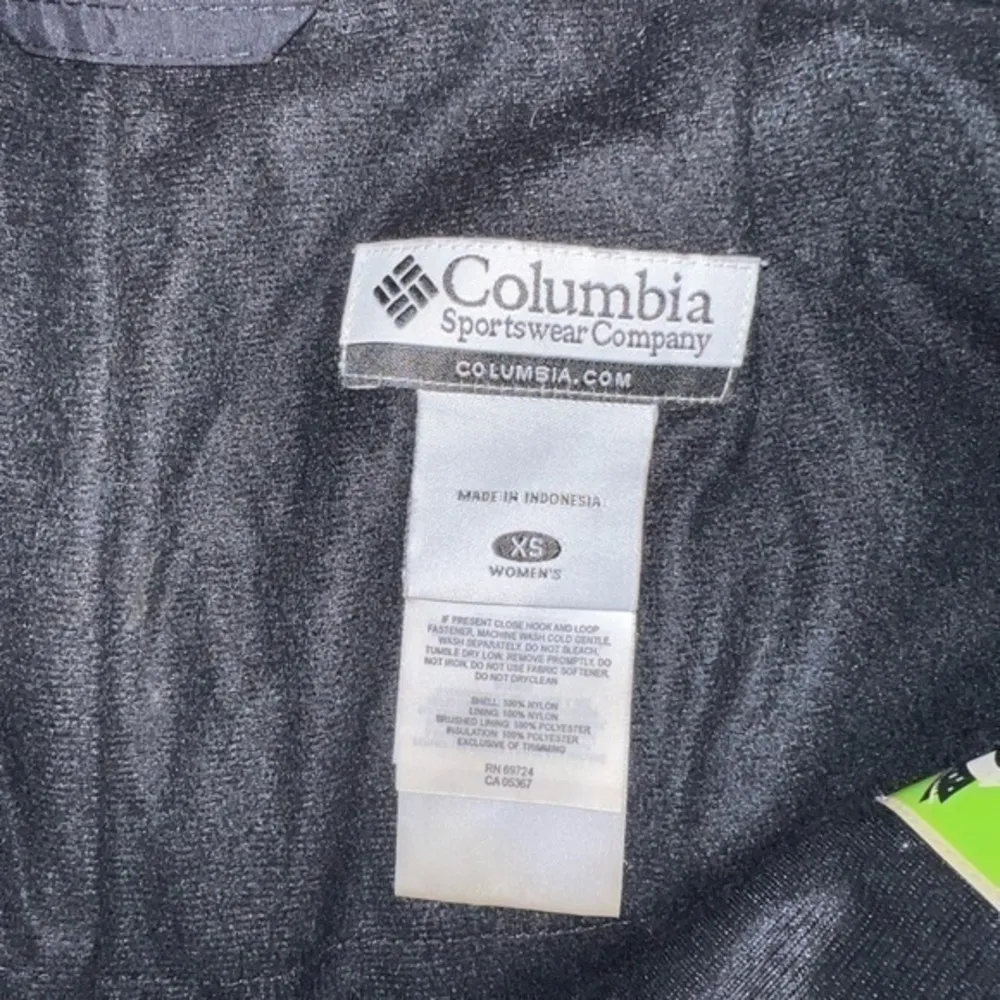 Columbia
Sportswear Company
COLUMBIA.COM
MADE IN INDONESIA
XS
WOMEN'S
IF PRESENT CLOSE HOOK AND LOOP
FASTENER, MACHINE WASH COLD GENTLE,
WASH SEPARATELY. DO NOT BLEACH,
TUMBLE DRY LOW. REMOVE PROMPTLY. DO
NOT IRON. DO NOT USE FABRIC SOFTENER.
DO NOT DRYCLEAN
SHELL: 100% NYLON
LINING: 100% NYLON
BRUSHED LINING: 100% POLYESTER
INSULATION: 100% POLYESTER
EXCLUSIVE OF TRIMMING
RN 69724
CA 05367